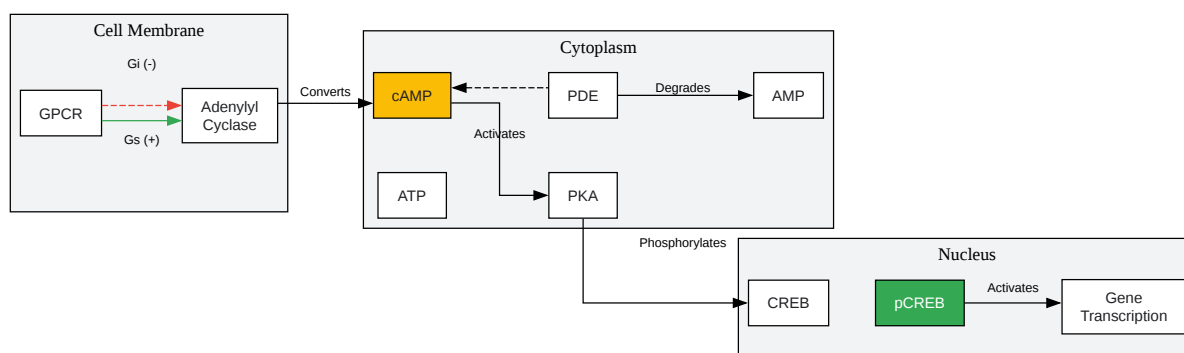 Cell Membrane
Gi (-)
GPCR
Adenylyl
Cyclase
Gs (+)
Converts
Cytoplasm
cAMP
PDE
Degrades
AMP
Activates
ATP
PKA
Phosphorylates
Nucleus
CREB
pCREB
Activates
Gene
Transcription